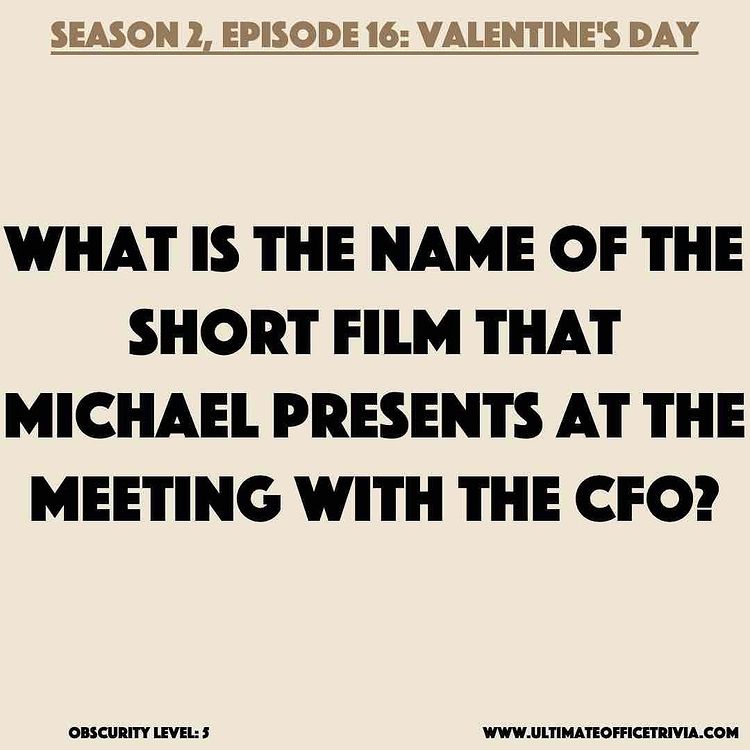 SEASON 2, EPISODE 16: VALENTINE'S DAY
WHAT IS THE NAME OF THE
SHORT FILM THAT
MICHAEL PRESENTS AT THE
MEETING WITH THE CFO?
OBSCURITY LEVEL: 5
WWW.ULTIMATEOFFICETRIVIA.COM